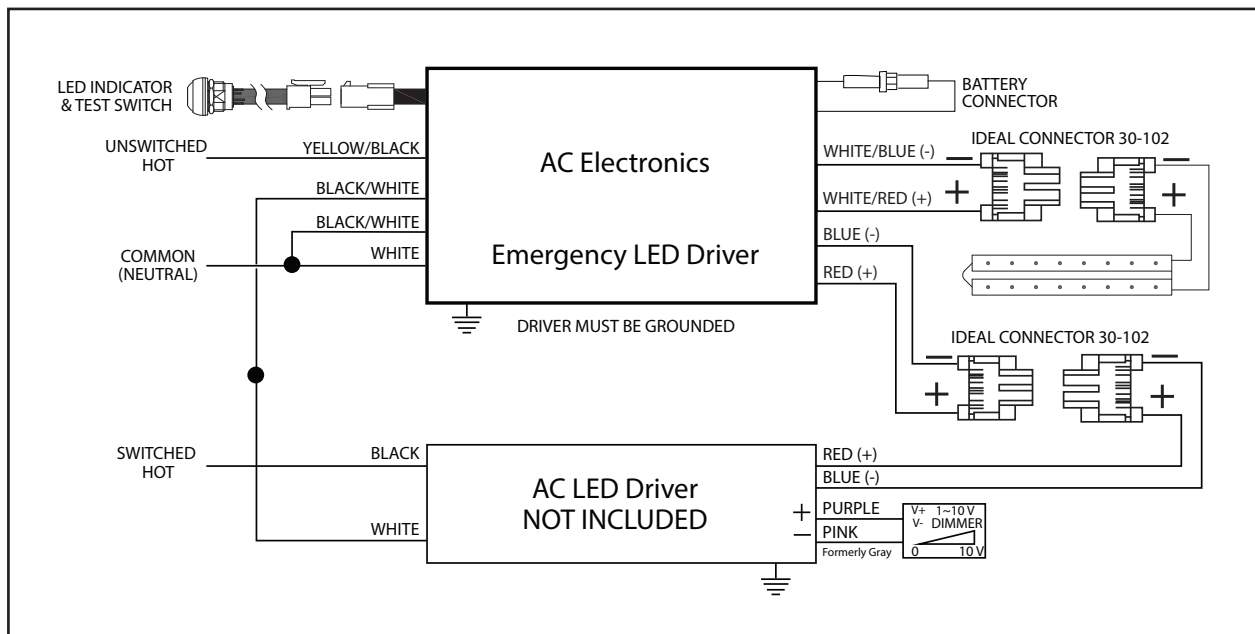 LED INDICATOR
& TEST SWITCH
BATTERY
CONNECTOR
UNSWITCHED
HOT
YELLOW/BLACK
BLACK/WHITE
BLACK/WHITE
COMMON
(NEUTRAL)
WHITE
AC Electronics
Emergency LED Driver
WHITE/BLUE (-)
WHITE/RED (+)
BLUE (-)
RED (+)
IDEAL CONNECTOR 30-102
− −
+ +
DRIVER MUST BE GROUNDED
IDEAL CONNECTOR 30-102
− −
+ +
SWITCHED
HOT
BLACK
WHITE
AC LED Driver
NOT INCLUDED
RED (+)
BLUE (-)
+ PURPLE
− PINK
Formerly Gray
V+ 1~10 V
V- DIMMER
0 10 V